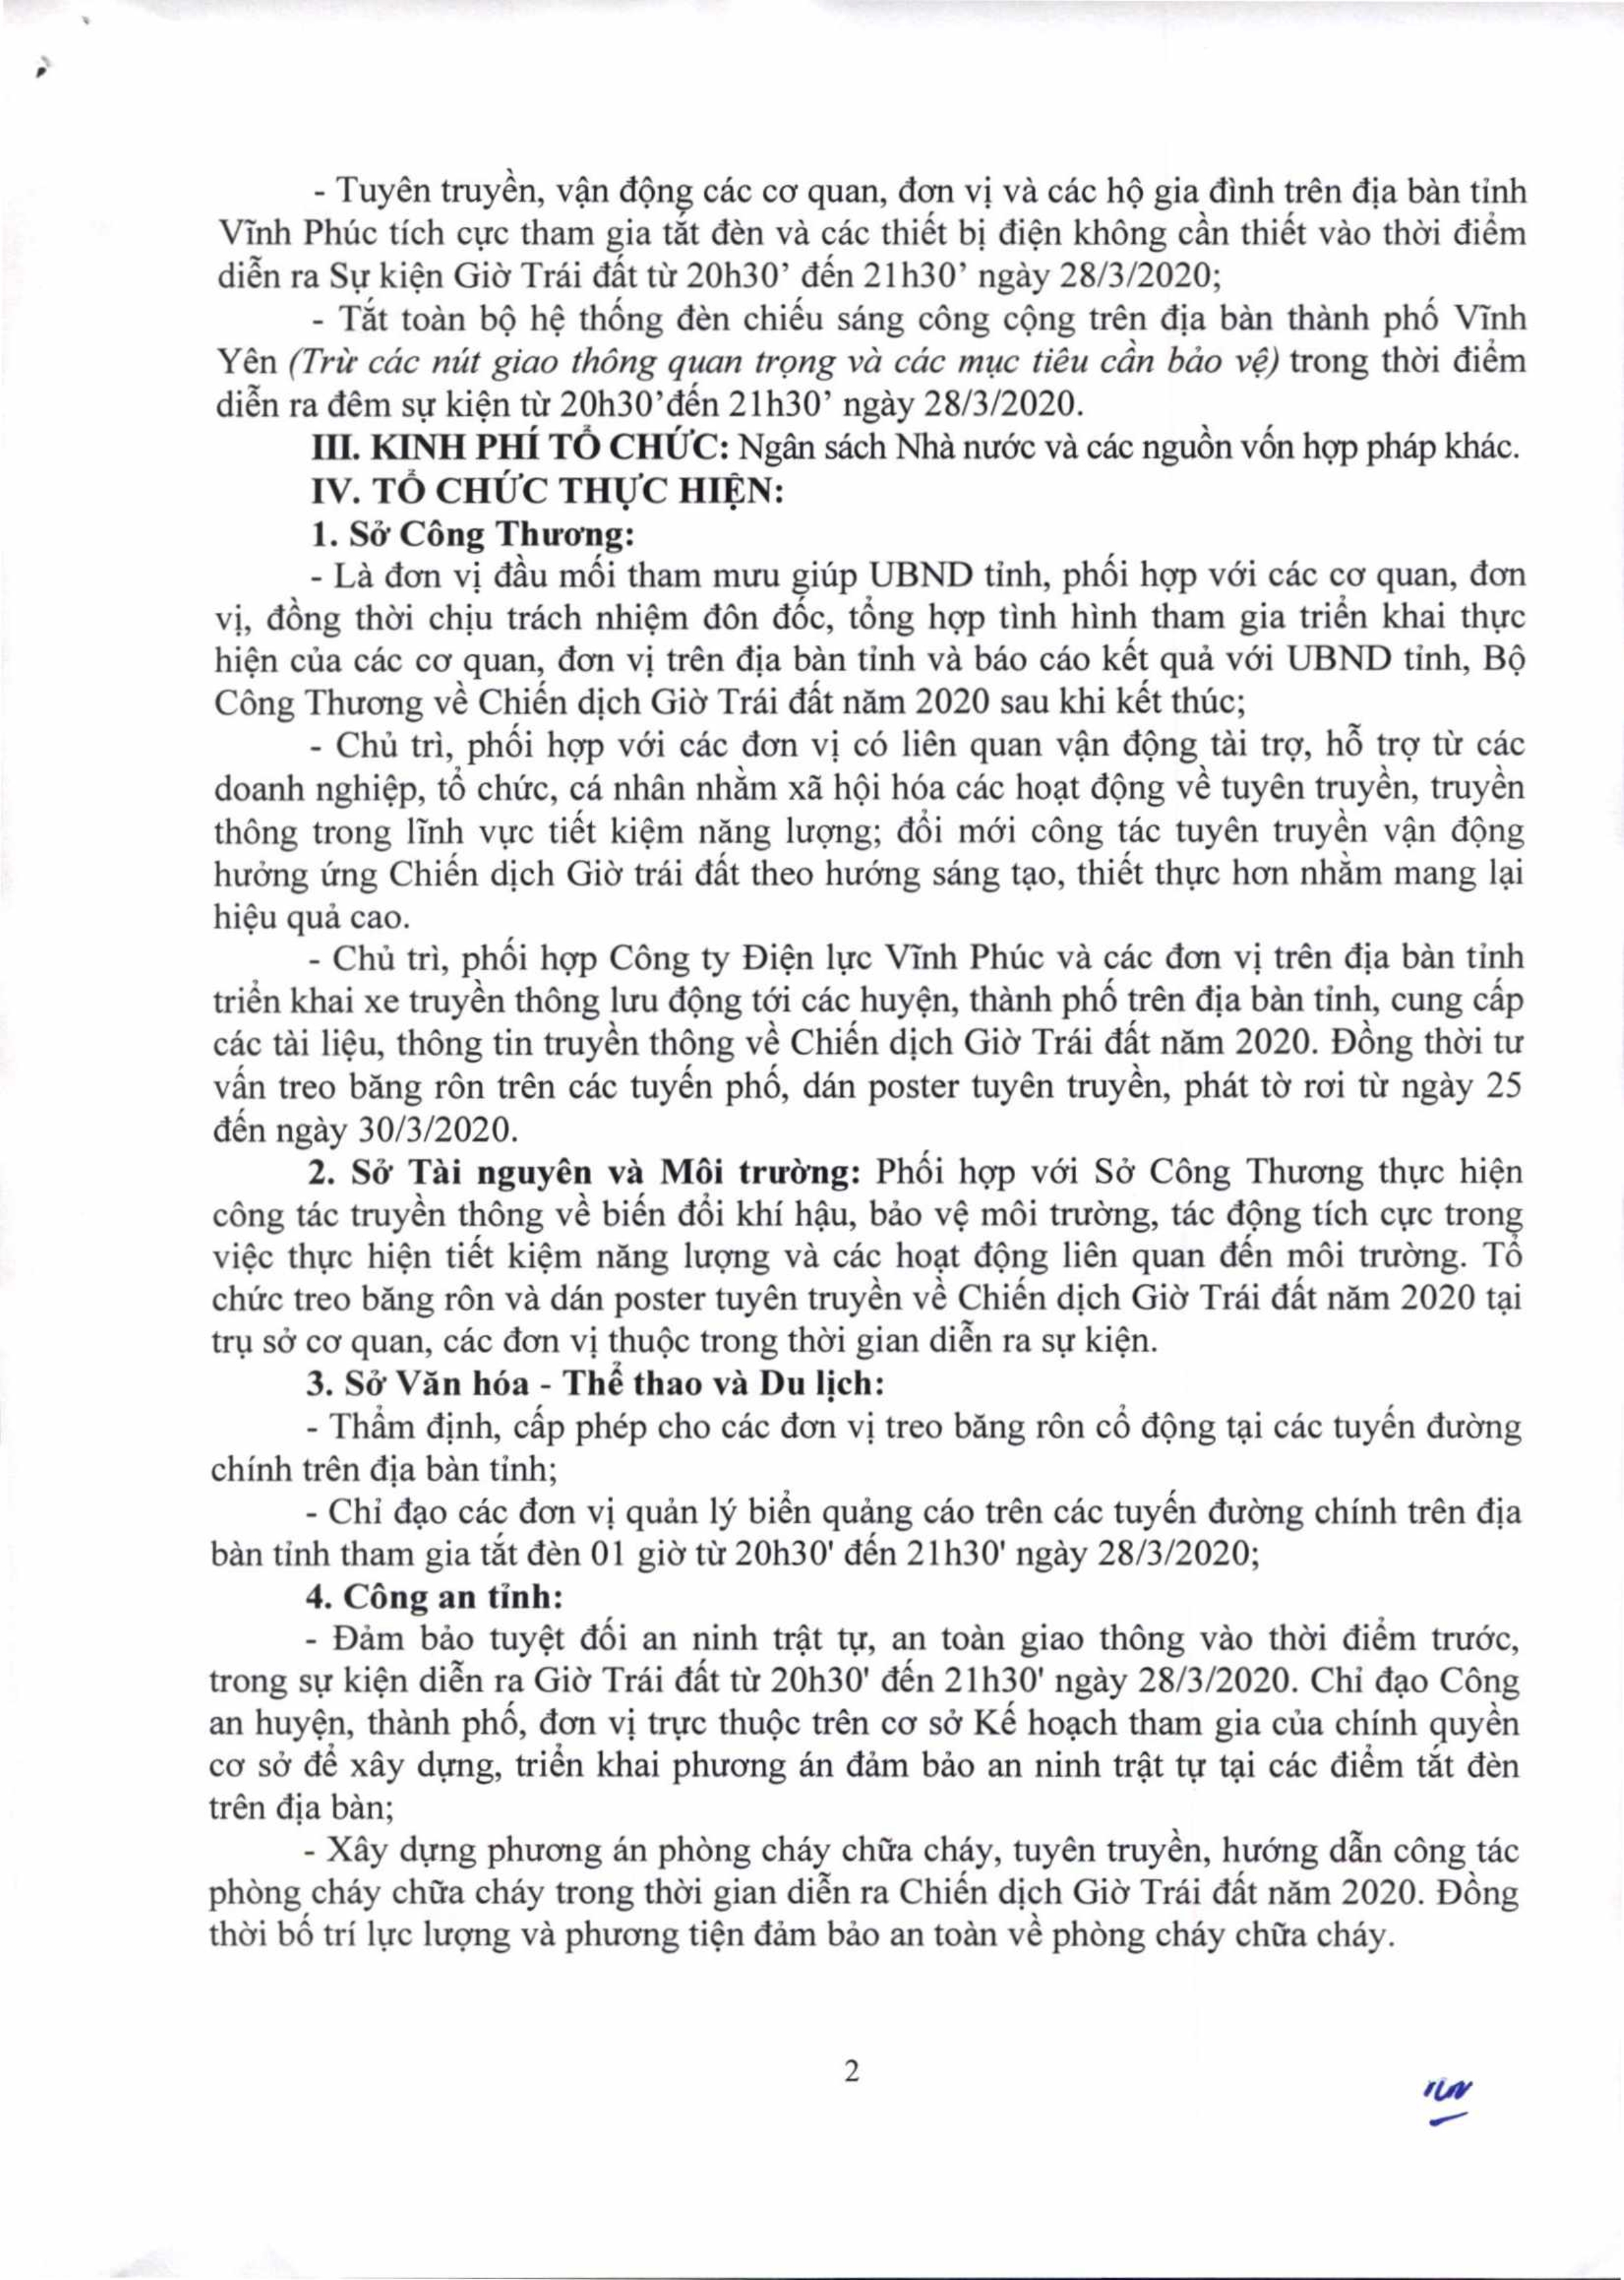 - Tuyên truyền, vận động các cơ quan, đơn vị và các hộ gia đình trên địa bàn tỉnh
Vĩnh Phúc tích cực tham gia tắt đèn và các thiết bị điện không cần thiết vào thời điểm
diễn ra Sự kiện Giờ Trái đất từ 20h30’ đến 21h30’ ngày 28/3/2020;
- Tắt toàn bộ hệ thống đèn chiếu sáng công cộng trên địa bàn thành phố Vĩnh
Yên (Trừ các nút giao thông quan trọng và các mục tiêu cần bảo vệ) trong thời điểm
diễn ra đêm sự kiện từ 20h30’đến 21h30’ ngày 28/3/2020.
III. KINH PHÍ TỔ CHỨC: Ngân sách Nhà nước và các nguồn vốn hợp pháp khác.
IV. TỔ CHỨC THỰC HIỆN:
1. Sở Công Thương:
- Là đơn vị đầu mối tham mưu giúp UBND tỉnh, phối hợp với các cơ quan, đơn
vị, đồng thời chịu trách nhiệm đôn đốc, tổng hợp tình hình tham gia triển khai thực
hiện của các cơ quan, đơn vị trên địa bàn tỉnh và báo cáo kết quả với UBND tỉnh, Bộ
Công Thương về Chiến dịch Giờ Trái đất năm 2020 sau khi kết thúc;
- Chủ trì, phối hợp với các đơn vị có liên quan vận động tài trợ, hỗ trợ từ các
doanh nghiệp, tổ chức, cá nhân nhằm xã hội hóa các hoạt động về tuyên truyền, truyền
thông trong lĩnh vực tiết kiệm năng lượng; đổi mới công tác tuyên truyền vận động
hưởng ứng Chiến dịch Giờ trái đất theo hướng sáng tạo, thiết thực hơn nhằm mang lại
hiệu quả cao.
- Chủ trì, phối hợp Công ty Điện lực Vĩnh Phúc và các đơn vị trên địa bàn tỉnh
triển khai xe truyền thông lưu động tới các huyện, thành phố trên địa bàn tỉnh, cung cấp
các tài liệu, thông tin truyền thông về Chiến dịch Giờ Trái đất năm 2020. Đồng thời tư
vấn treo băng rôn trên các tuyến phố, dán poster tuyên truyền, phát tờ rơi từ ngày 25
đến ngày 30/3/2020.
2. Sở Tài nguyên và Môi trường: Phối hợp với Sở Công Thương thực hiện
công tác truyền thông về biến đổi khí hậu, bảo vệ môi trường, tác động tích cực trong
việc thực hiện tiết kiệm năng lượng và các hoạt động liên quan đến môi trường. Tổ
chức treo băng rôn và dán poster tuyên truyền về Chiến dịch Giờ Trái đất năm 2020 tại
trụ sở cơ quan, các đơn vị thuộc trong thời gian diễn ra sự kiện.
3. Sở Văn hóa - Thể thao và Du lịch:
- Thẩm định, cấp phép cho các đơn vị treo băng rôn cổ động tại các tuyến đường
chính trên địa bàn tỉnh;
- Chỉ đạo các đơn vị quản lý biển quảng cáo trên các tuyến đường chính trên địa
bàn tỉnh tham gia tắt đèn 01 giờ từ 20h30' đến 21h30' ngày 28/3/2020;
4. Công an tỉnh:
- Đảm bảo tuyệt đối an ninh trật tự, an toàn giao thông vào thời điểm trước,
trong sự kiện diễn ra Giờ Trái đất từ 20h30' đến 21h30' ngày 28/3/2020. Chỉ đạo Công
an huyện, thành phố, đơn vị trực thuộc trên cơ sở Kế hoạch tham gia của chính quyền
cơ sở để xây dựng, triển khai phương án đảm bảo an ninh trật tự tại các điểm tắt đèn
trên địa bàn;
- Xây dựng phương án phòng cháy chữa cháy, tuyên truyền, hướng dẫn công tác
phòng cháy chữa cháy trong thời gian diễn ra Chiến dịch Giờ Trái đất năm 2020. Đồng
thời bố trí lực lượng và phương tiện đảm bảo an toàn về phòng cháy chữa cháy.
2